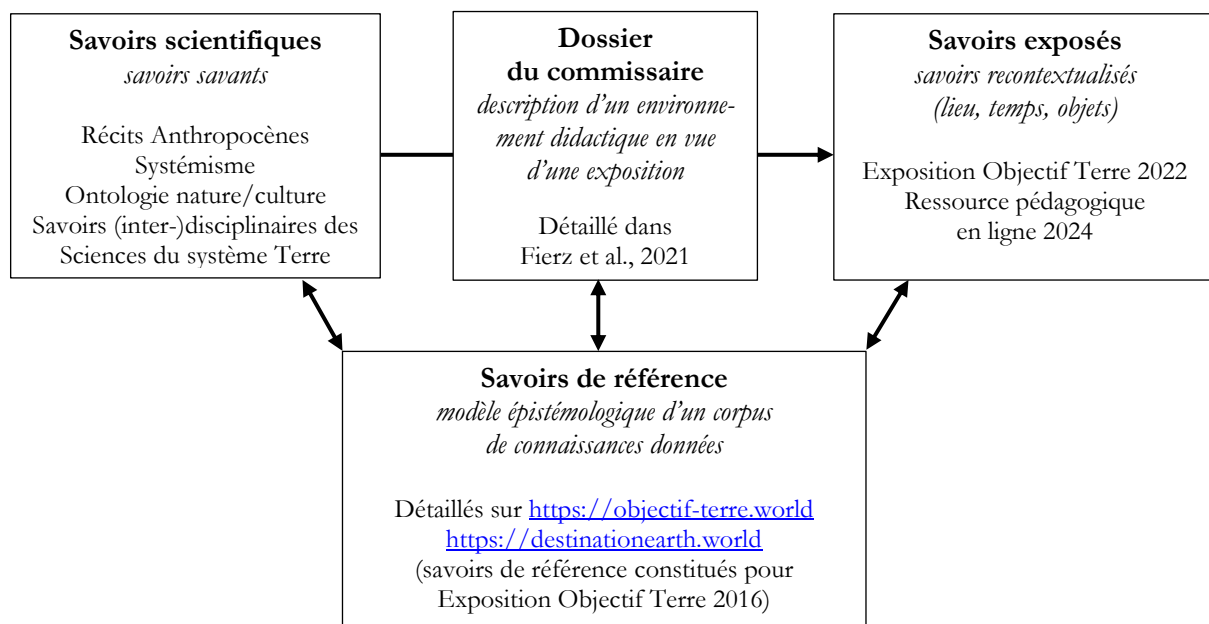 Savoirs scientifiques
savoirs savants
Récits Anthropocènes
Systémisme
Ontologie nature/culture
Savoirs (inter-)disciplinaires des
Sciences du système Terre
Dossier
du commissaire
description d’un environne-
ment didactique en vue
d’une exposition
Détaillé dans
Fierz et al., 2021
Savoirs exposés
savoirs recontextualisés
(lieu, temps, objets)
Exposition Objectif Terre 2022
Ressource pédagogique
en ligne 2024
Savoirs de référence
modèle épistémologique d’un corpus
de connaissances données
Détaillés sur https://objectif-terre.world
https://destinationearth.world
(savoirs de référence constitués pour
Exposition Objectif Terre 2016)